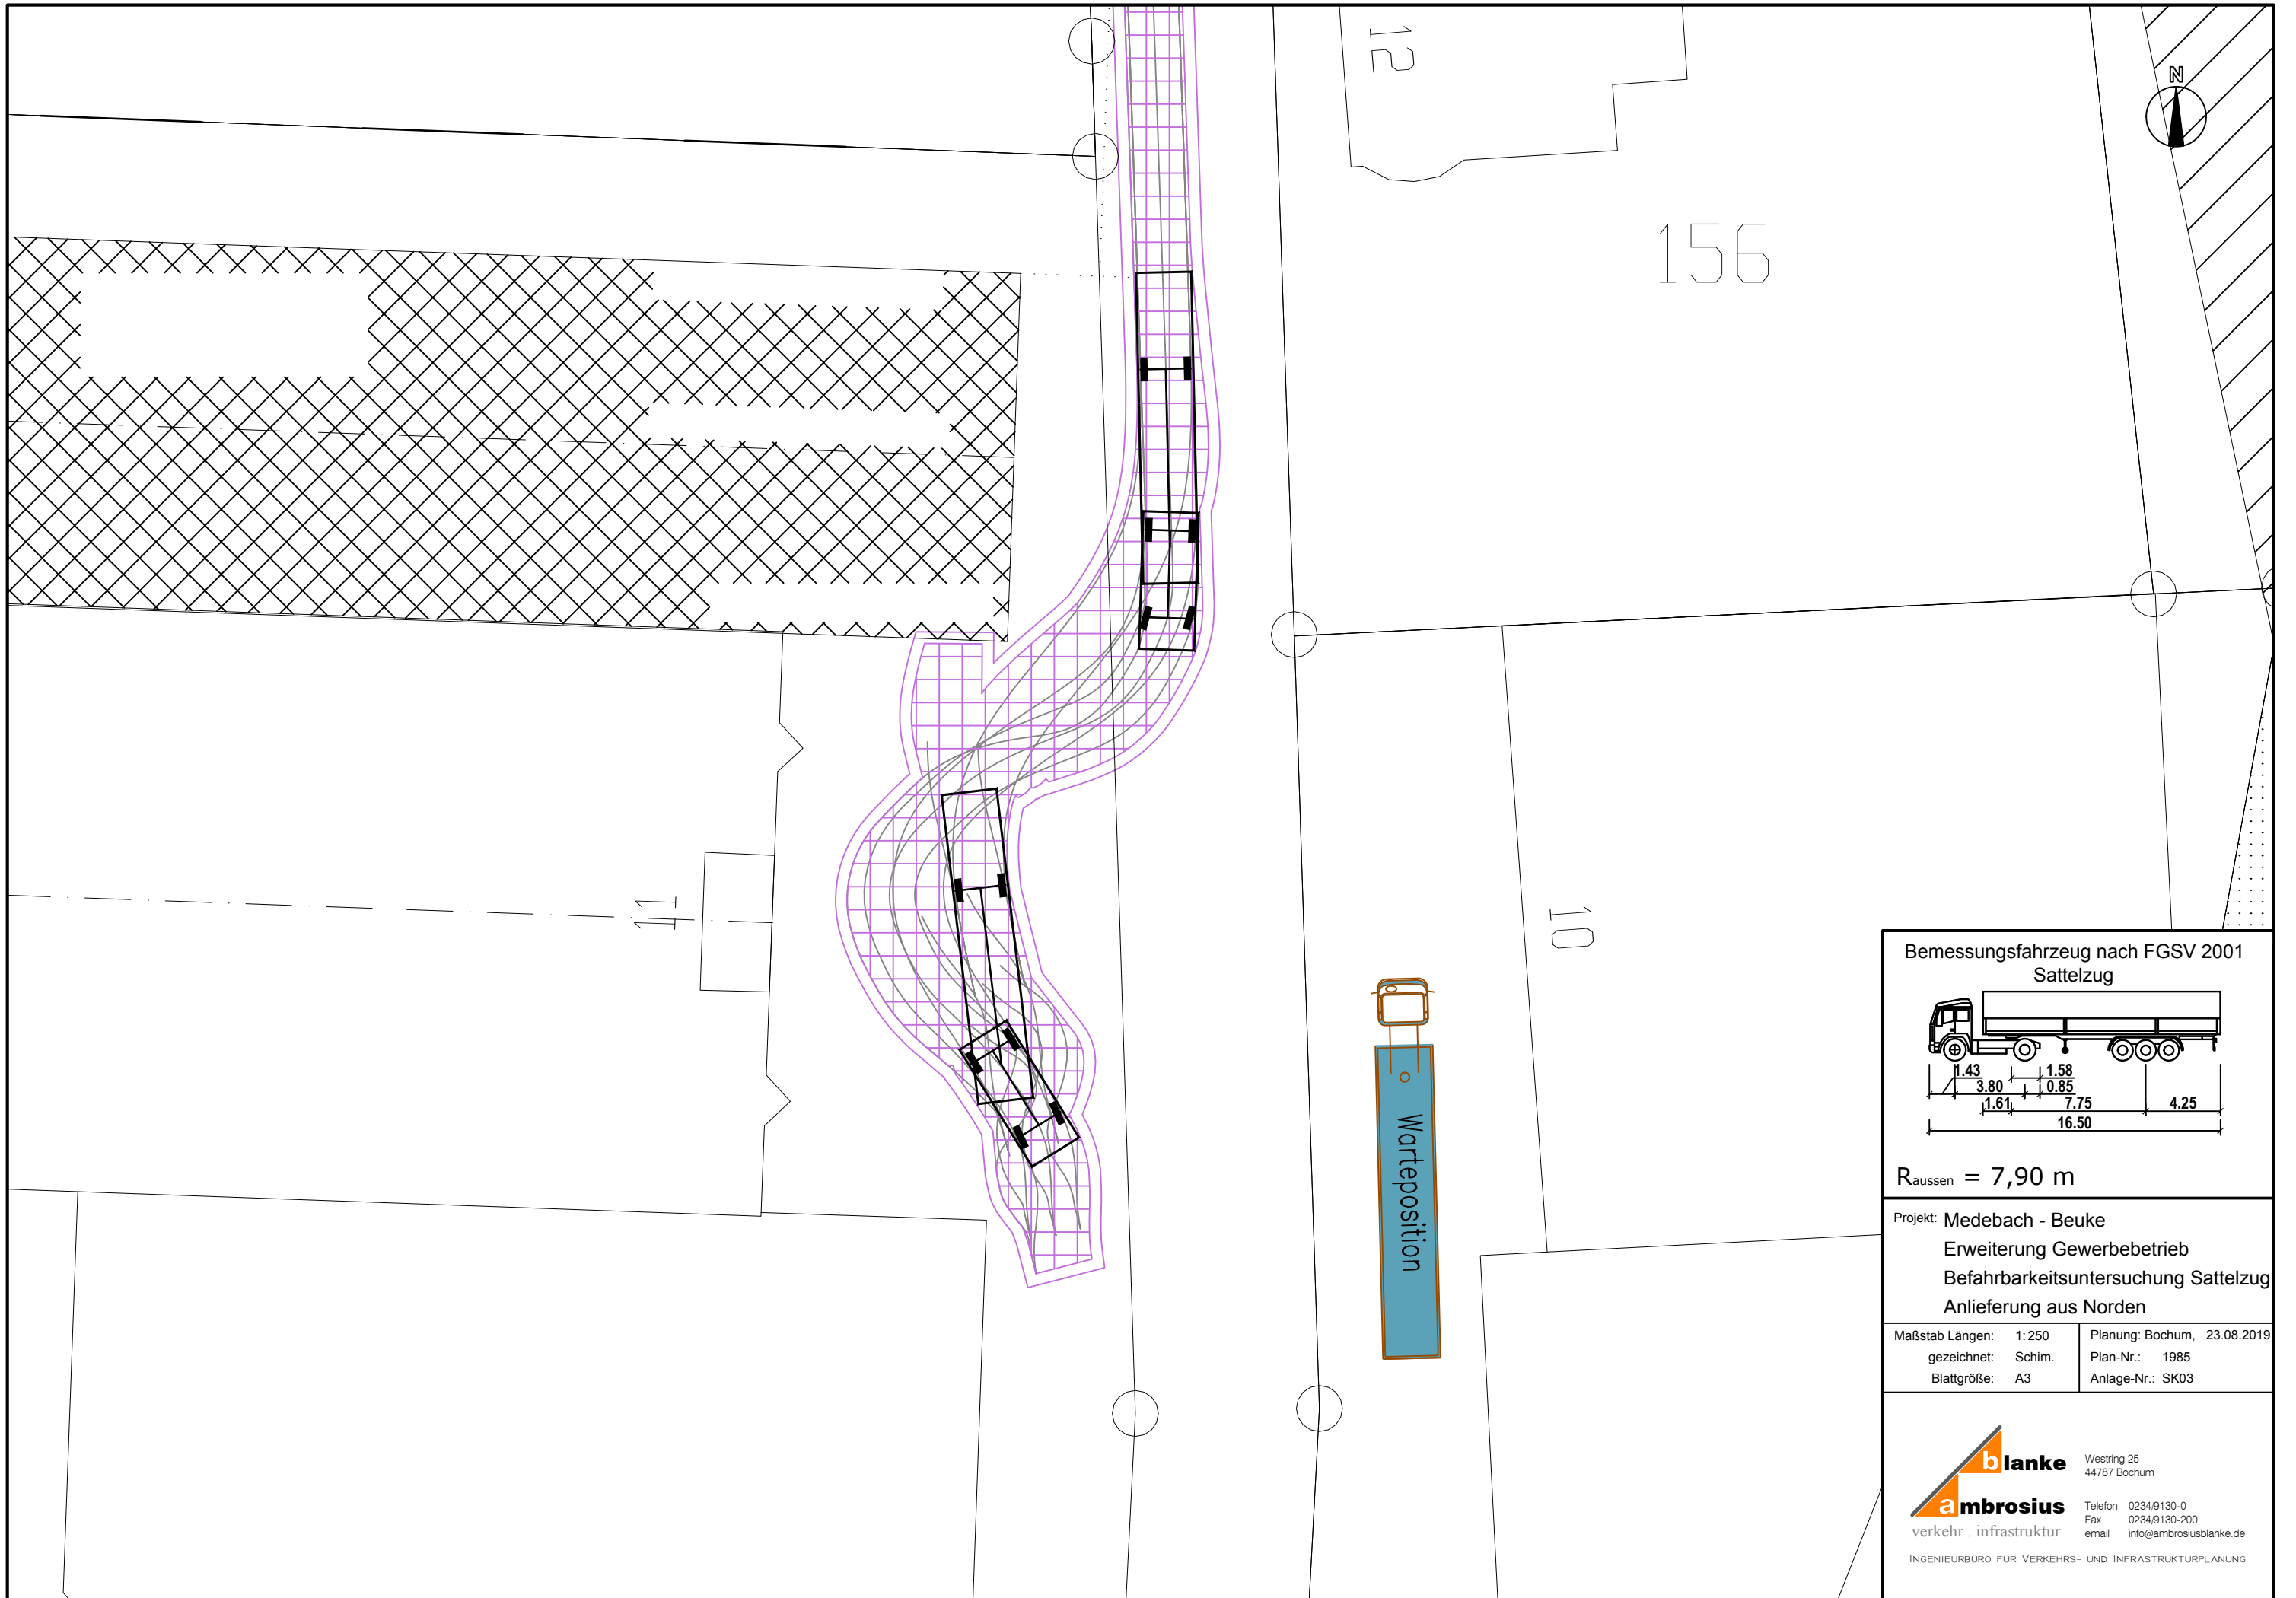 12
N
156
11
10
Warteposition
Bemessungsfahrzeug nach FGSV 2001
Sattelzug
1.43 1.58
3.80 0.85
1.61 7.75 4.25
16.50
Raussen = 7,90 m
Projekt: Medebach - Beuke
Erweiterung Gewerbebetrieb
Befahrbarkeitsuntersuchung Sattelzug
Anlieferung aus Norden
Maßstab Längen: 1:250 Planung: Bochum, 23.08.2019
gezeichnet: Schim. Plan-Nr.: 1985
Blattgröße: A3 Anlage-Nr.: SK03
blanke
Westring 25
44787 Bochum
ambrosius
Telefon 0234/9130-0
Fax 0234/9130-200
email info@ambrosiusblanke.de
verkehr . infrastruktur
INGENIEURBÜRO FÜR VERKEHRS- UND INFRASTRUKTURPLANUNG